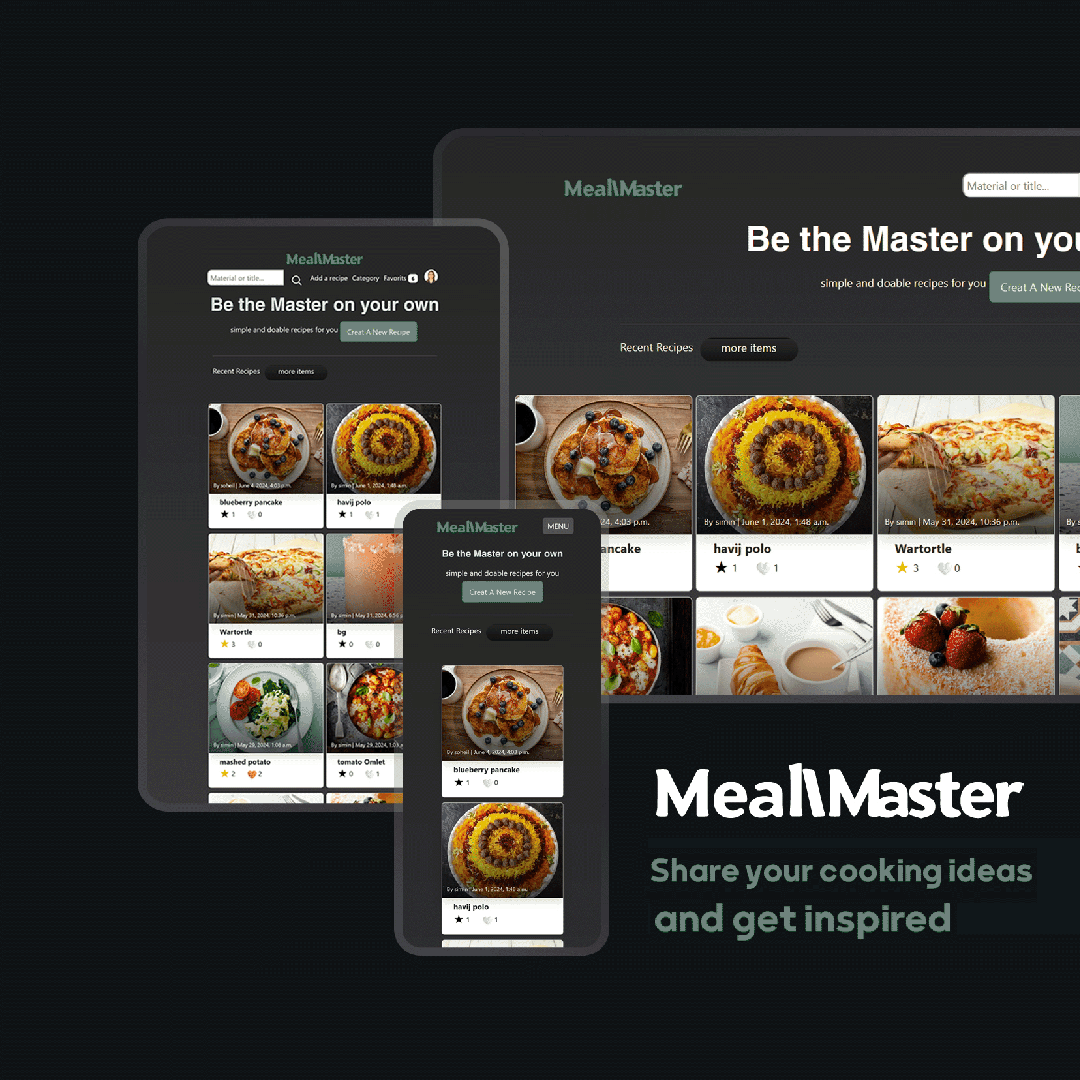 MealMaster
Material or title...
Be the Master on you
simple and doable recipes for you
Creat A New Rec
Recent Recipes
more items
4:03 p.m.
ancake
By simin | June 1, 2024, 1:48 a.m.
havij polo
1 1
By simin | May 31, 2024, 10:36 p.m.
Wartortle
3 0
By s
b
MealMaster
Material or title...
Add a recipe Category Favorits
Be the Master on your own
simple and doable recipes for you
Creat A New Recipe
Recent Recipes
more items
By soheil | June 4, 2024, 4:03 p.m.
blueberry pancake
1 0
By simin | June 1, 2024, 1:48 a.m.
havij polo
1 1
By simin | May 31, 2024, 10:36 p.m.
Wartortle
3 0
By simin | May 31, 2024, 6:56 p.m.
bg
0 0
By simin | May 29, 2024, 1:08 a.m.
mashed potato
2 2
By simin | May 29, 2024, 1:03 a.m.
tomato Omlet
0 1
MealMaster
MENU
Be the Master on your own
simple and doable recipes for you
Creat A New Recipe
Recent Recipes
more items
By soheil | June 4, 2024, 4:03 p.m.
blueberry pancake
1 0
By simin | June 1, 2024, 1:48 a.m.
havij polo
1 1
MealMaster
Share your cooking ideas
and get inspired